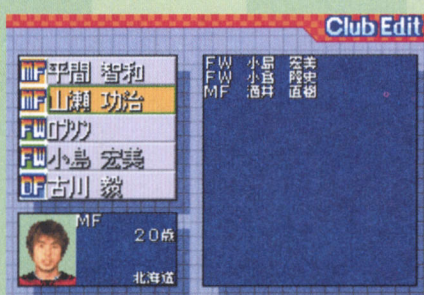 Club Edit
MF 平間 智和
MF 山瀬 功治
FW ロブソン
FW 小島 宏美
DF 古川 毅
MF
20歳
北海道
FW 小島 宏美
FW 小倉 隆史
MF 酒井 直樹